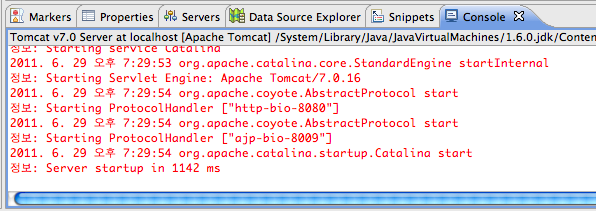 Markers Properties Servers Data Source Explorer Snippets Console
Tomcat v7.0 Server at localhost [Apache Tomcat] /System/Library/Java/JavaVirtualMachines/1.6.0.jdk/Conten
정보: Starting service Catalina
2011. 6. 29 오후 7:29:53 org.apache.catalina.core.StandardEngine startInternal
정보: Starting Servlet Engine: Apache Tomcat/7.0.16
2011. 6. 29 오후 7:29:54 org.apache.coyote.AbstractProtocol start
정보: Starting ProtocolHandler ["http-bio-8080"]
2011. 6. 29 오후 7:29:54 org.apache.coyote.AbstractProtocol start
정보: Starting ProtocolHandler ["ajp-bio-8009"]
2011. 6. 29 오후 7:29:54 org.apache.catalina.startup.Catalina start
정보: Server startup in 1142 ms